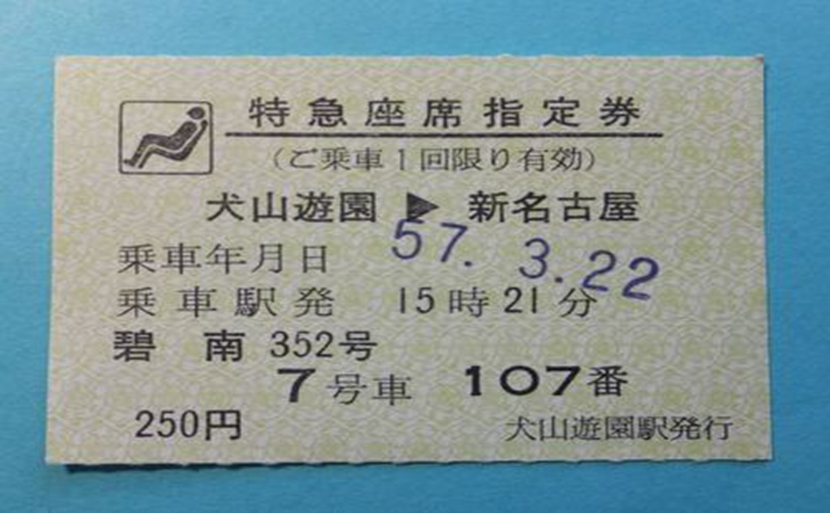 特急座席指定券
(ご乗車1回限り有効)
犬山遊園 ▶ 新名古屋
乗車年月日 57. 3. 22
乗車駅発 15時21分
碧南 352号
7号車 107番
250円 犬山遊園駅発行